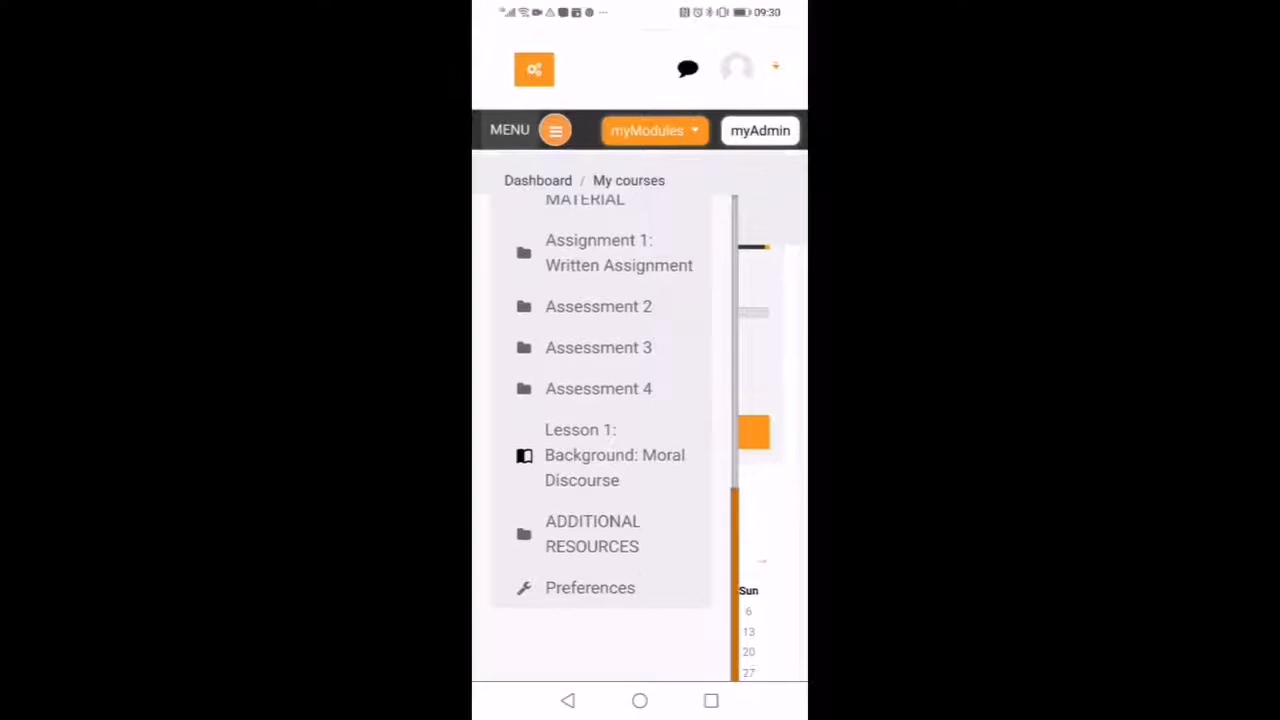 09:30
MENU
myModules
myAdmin
Dashboard / My courses
MATERIAL
Assignment 1:
Written Assignment
Assessment 2
Assessment 3
Assessment 4
Lesson 1:
Background: Moral
Discourse
ADDITIONAL
RESOURCES
Preferences
Sun
6
13
20
27